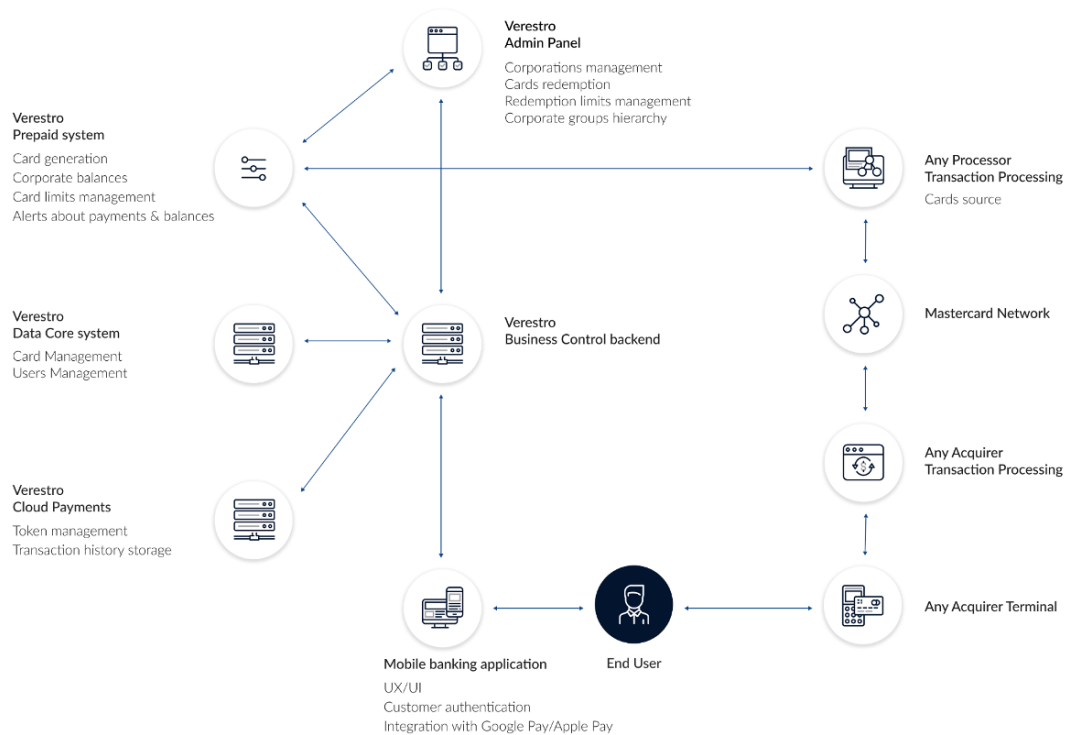 Verestro
Admin Panel
Corporations management
Cards redemption
Redemption limits management
Corporate groups hierarchy
Verestro
Prepaid system
Card generation
Corporate balances
Card limits management
Alerts about payments & balances
Any Processor
Transaction Processing
Cards source
Verestro
Data Core system
Card Management
Users Management
Verestro
Business Control backend
Mastercard Network
Any Acquirer
Transaction Processing
Verestro
Cloud Payments
Token management
Transaction history storage
Any Acquirer Terminal
Mobile banking application
UX/UI
Customer authentication
Integration with Google Pay/Apple Pay
End User